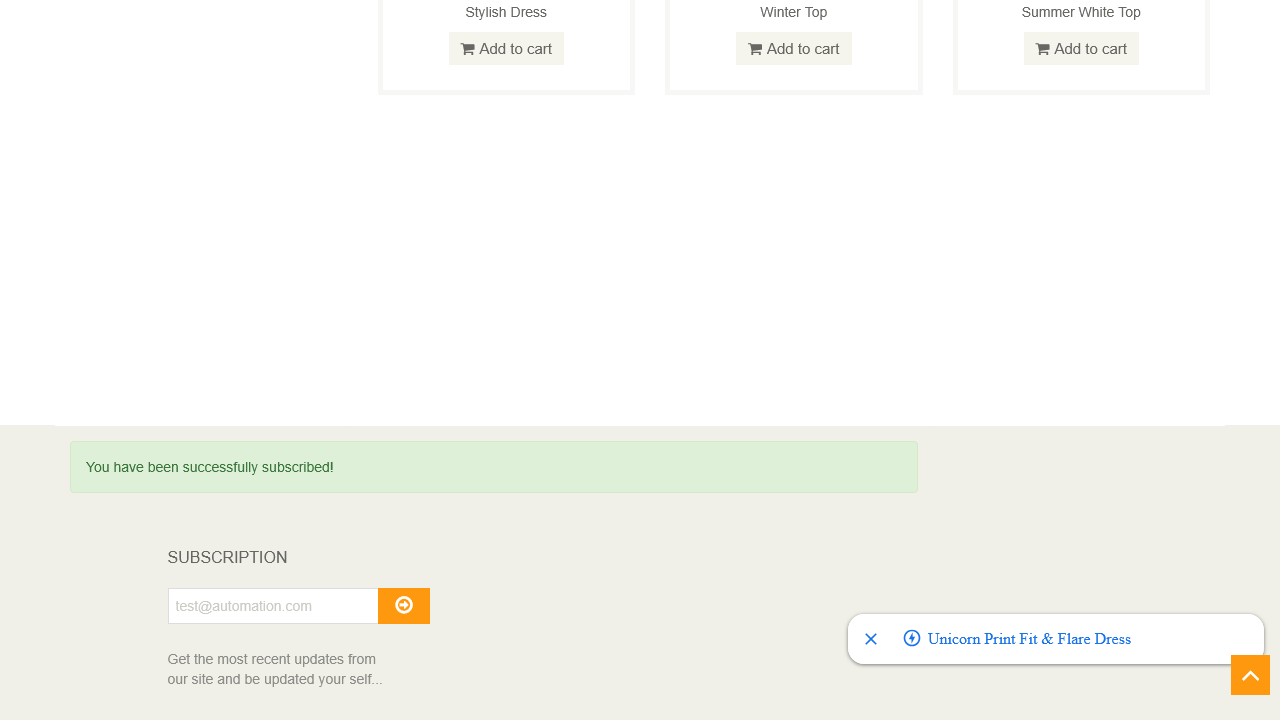 Stylish Dress
Winter Top
Summer White Top
Add to cart
Add to cart
Add to cart
You have been successfully subscribed!
SUBSCRIPTION
test@automation.com
Unicorn Print Fit & Flare Dress
Get the most recent updates from
our site and be updated your self...